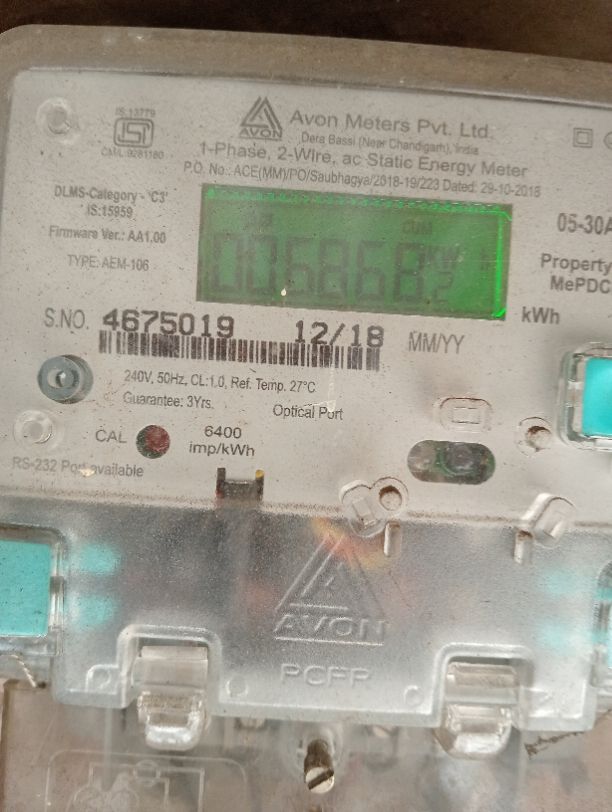 IS:13779
ISI
CM/L 9281180
AVON
Avon Meters Pvt. Ltd.
Dera Bassi (Near Chandigarh), India
1-Phase, 2-Wire, ac Static Energy Meter
P.O. No.: ACE(MM)/PO/Saubhagya/2018-19/223 Dated: 29-10-2018
DLMS-Category - 'C3'
IS:15959
Firmware Ver.: AA1.00
TYPE: AEM-106
CUM
006868
05-30A
Property
MePDC
kWh
S.NO. 4675019 12/18 MM/YY
240V, 50Hz, CL:1.0, Ref. Temp. 27°C
Guarantee: 3Yrs.
Optical Port
CAL
6400
imp/kWh
RS-232 Port available
AVON